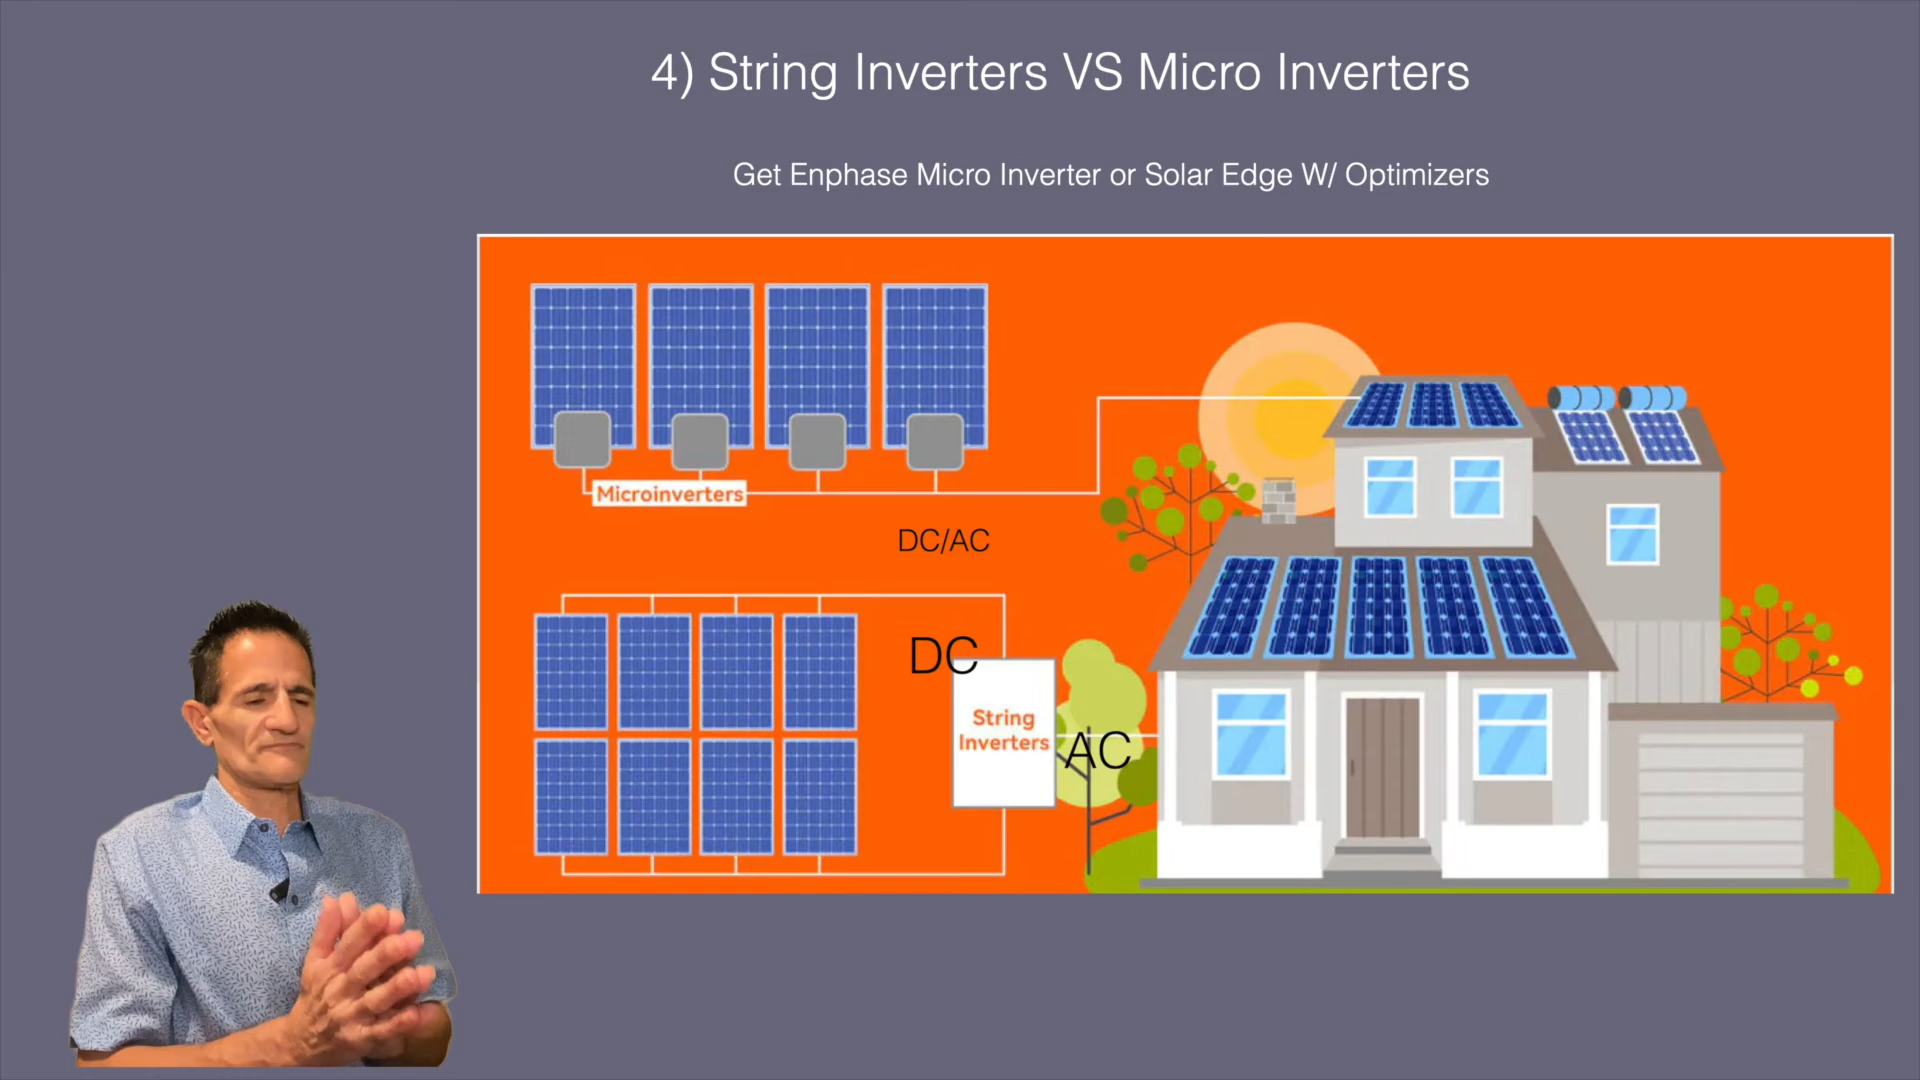 4) String Inverters VS Micro Inverters
Get Enphase Micro Inverter or Solar Edge W/ Optimizers
Microinverters
DC/AC
DC
String
Inverters
AC